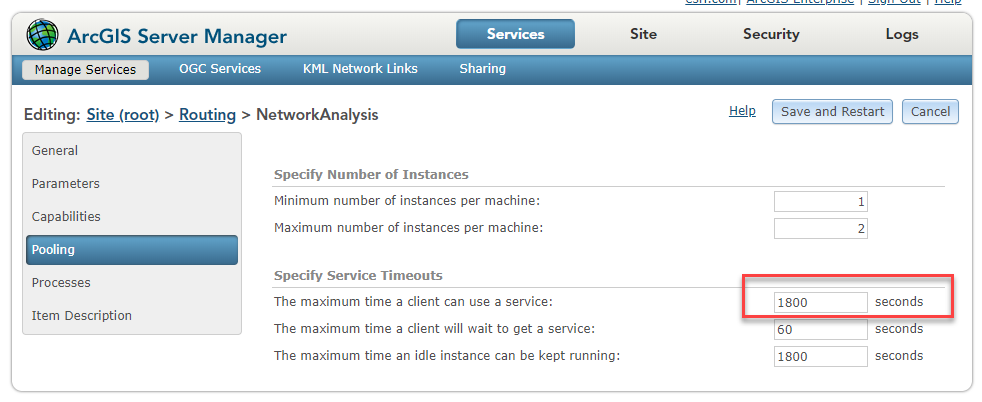 esri.com | ArcGIS Enterprise | Sign Out | Help
ArcGIS Server Manager
Services Site Security Logs
Manage Services OGC Services KML Network Links Sharing
Editing: Site (root) > Routing > NetworkAnalysis Help Save and Restart Cancel
General
Parameters
Capabilities
Pooling
Processes
Item Description
Specify Number of Instances
Minimum number of instances per machine: 1
Maximum number of instances per machine: 2
Specify Service Timeouts
The maximum time a client can use a service: 1800 seconds
The maximum time a client will wait to get a service: 60 seconds
The maximum time an idle instance can be kept running: 1800 seconds